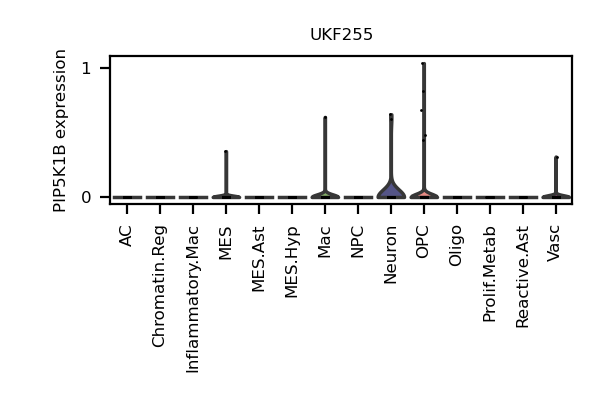 UKF255
PIP5K1B expression
1
0
AC
Chromatin.Reg
Inflammatory.Mac
MES
MES.Ast
MES.Hyp
Mac
NPC
Neuron
OPC
Oligo
Prolif.Metab
Reactive.Ast
Vasc